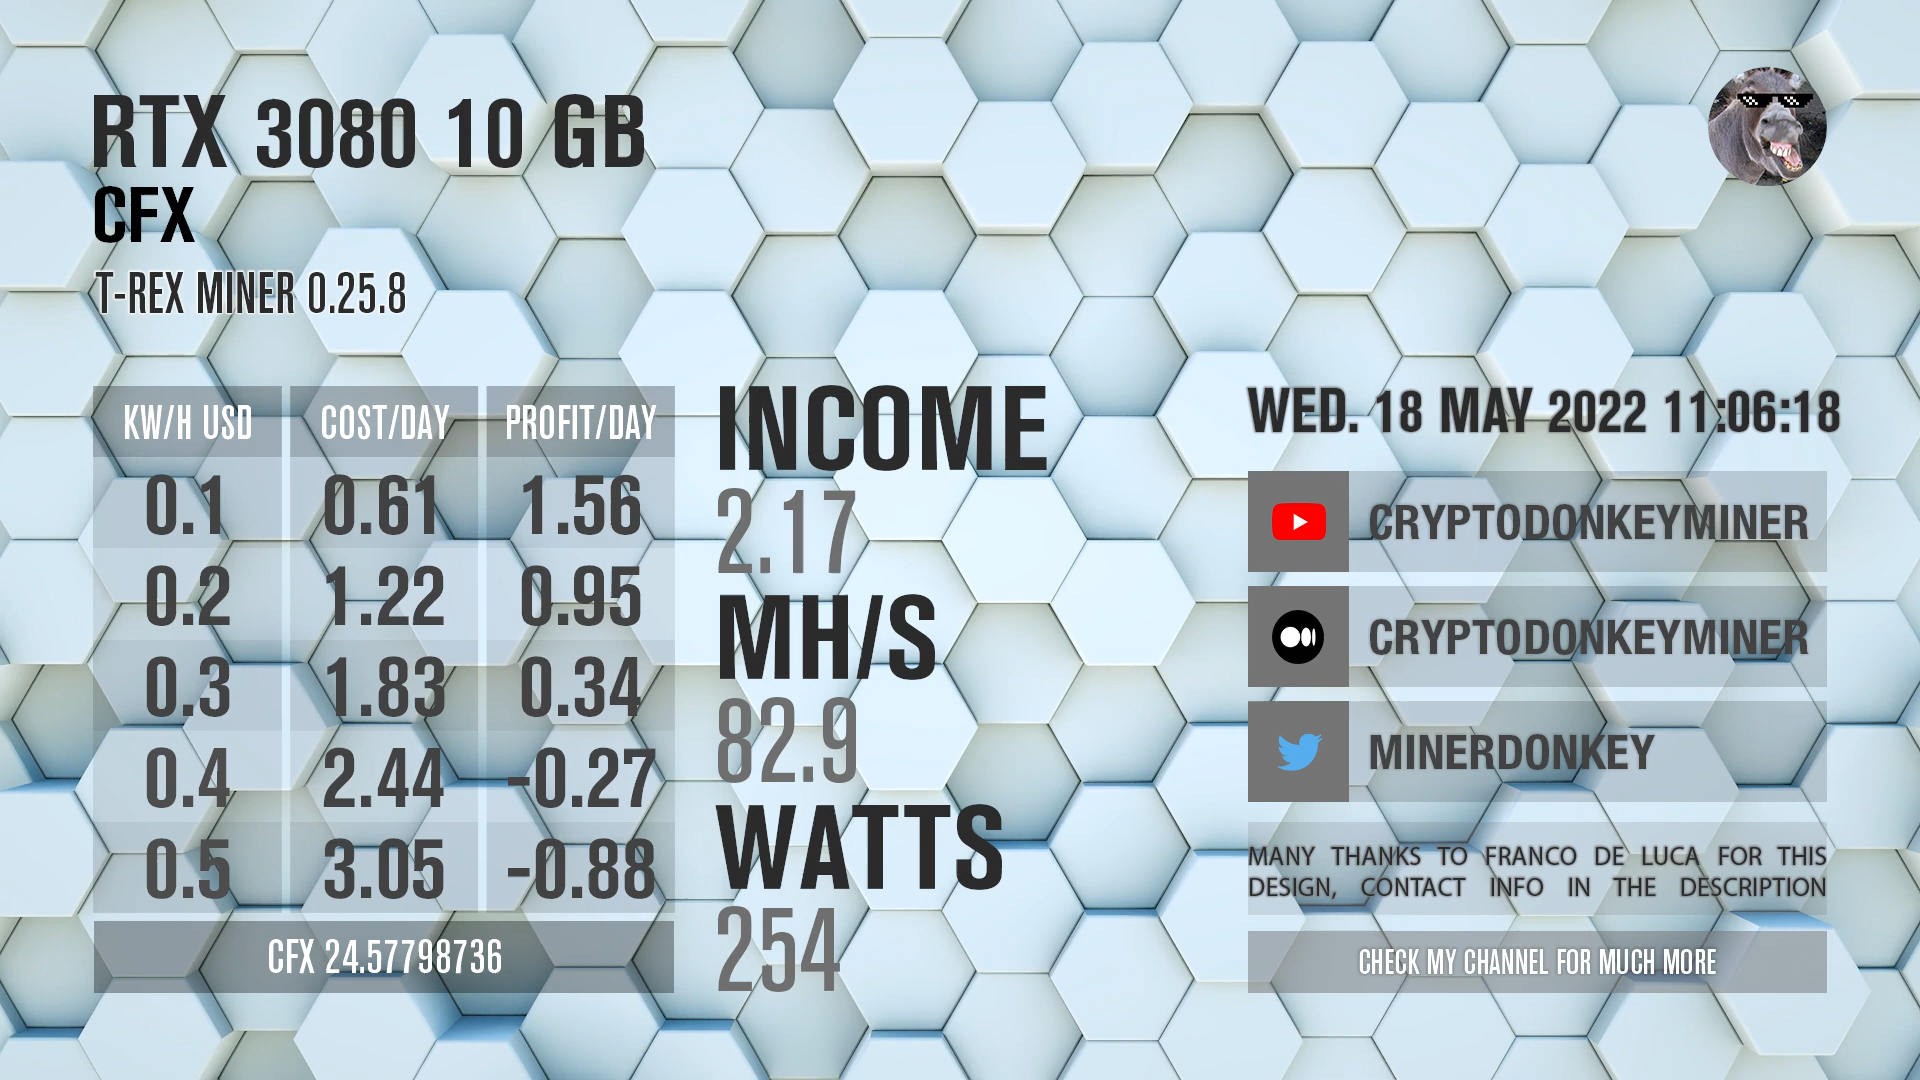 RTX 3080 10 GB
CFX
T-REX MINER 0.25.8
KW/H USD COST/DAY PROFIT/DAY
0.1 0.61 1.56
0.2 1.22 0.95
0.3 1.83 0.34
0.4 2.44 -0.27
0.5 3.05 -0.88
CFX 24.57798736
INCOME
2.17
MH/S
82.9
WATTS
254
WED. 18 MAY 2022 11:06:18
CRYPTODONKEYMINER
CRYPTODONKEYMINER
MINERDONKEY
MANY THANKS TO FRANCO DE LUCA FOR THIS
DESIGN, CONTACT INFO IN THE DESCRIPTION
CHECK MY CHANNEL FOR MUCH MORE